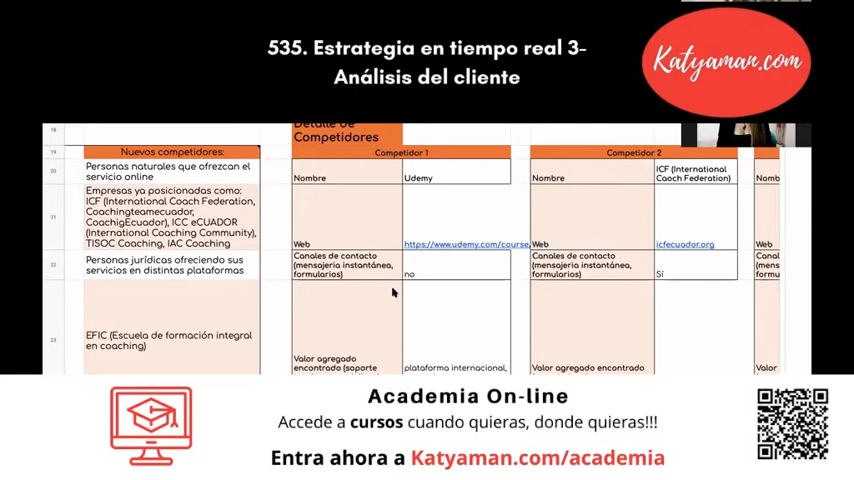 535. Estrategia en tiempo real 3-
Análisis del cliente
Katyaman.com
18
Detalle de
Competidores
19
Nuevos competidores:
Competidor 1
Competidor 2
20
Personas naturales que ofrezcan el
servicio online
Nombre
Udemy
Nombre
ICF (International
Caoch Federation)
Nomb
21
Empresas ya posicionadas como:
ICF (International Coach Federation,
Coachingteamecuador,
CoachigEcuador), ICC eCUADOR
(International Coaching Community),
TISOC Coaching, IAC Coaching
Web
https://www.udemy.com/course,
Web
icfecuador.org
Web
22
Personas jurídicas ofreciendo sus
servicios en distintas plataformas
Canales de contacto
(mensajería instantánea,
formularios)
no
Canales de contacto
(mensajería instantánea,
formularios)
Sí
Canal
(mens
formu
23
EFIC (Escuela de formación integral
en coaching)
Valor agregado
encontrado (soporte
plataforma internacional,
Valor agregado
encontrado (soporte
Valor
Academia On-line
Accede a cursos cuando quieras, donde quieras!!!
Entra ahora a Katyaman.com/academia